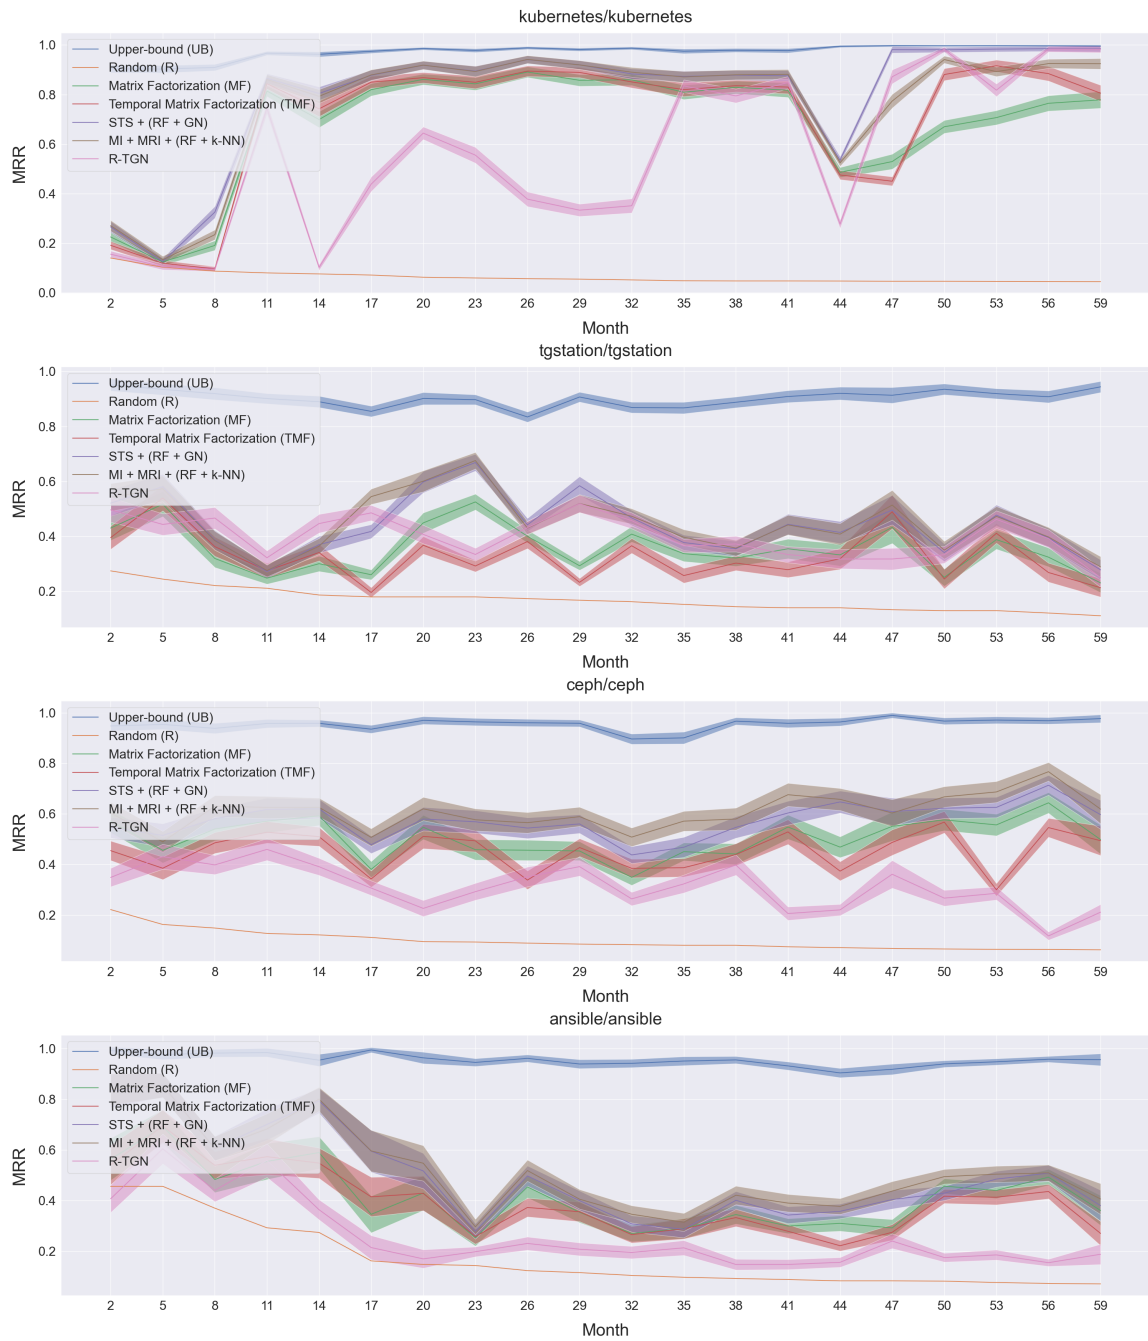 kubernetes/kubernetes
1.0
0.8
0.6
0.4
0.2
0.0
MRR
Upper-bound (UB)
Random (R)
Matrix Factorization (MF)
Temporal Matrix Factorization (TMF)
STS + (RF + GN)
MI + MRI + (RF + k-NN)
R-TGN
2 5 8 11 14 17 20 23 26 29 32 35 38 41 44 47 50 53 56 59
Month
tgstation/tgstation
1.0
0.8
0.6
0.4
0.2
MRR
Upper-bound (UB)
Random (R)
Matrix Factorization (MF)
Temporal Matrix Factorization (TMF)
STS + (RF + GN)
MI + MRI + (RF + k-NN)
R-TGN
2 5 8 11 14 17 20 23 26 29 32 35 38 41 44 47 50 53 56 59
Month
ceph/ceph
1.0
0.8
0.6
0.4
0.2
MRR
Upper-bound (UB)
Random (R)
Matrix Factorization (MF)
Temporal Matrix Factorization (TMF)
STS + (RF + GN)
MI + MRI + (RF + k-NN)
R-TGN
2 5 8 11 14 17 20 23 26 29 32 35 38 41 44 47 50 53 56 59
Month
ansible/ansible
1.0
0.8
0.6
0.4
0.2
MRR
Upper-bound (UB)
Random (R)
Matrix Factorization (MF)
Temporal Matrix Factorization (TMF)
STS + (RF + GN)
MI + MRI + (RF + k-NN)
R-TGN
2 5 8 11 14 17 20 23 26 29 32 35 38 41 44 47 50 53 56 59
Month